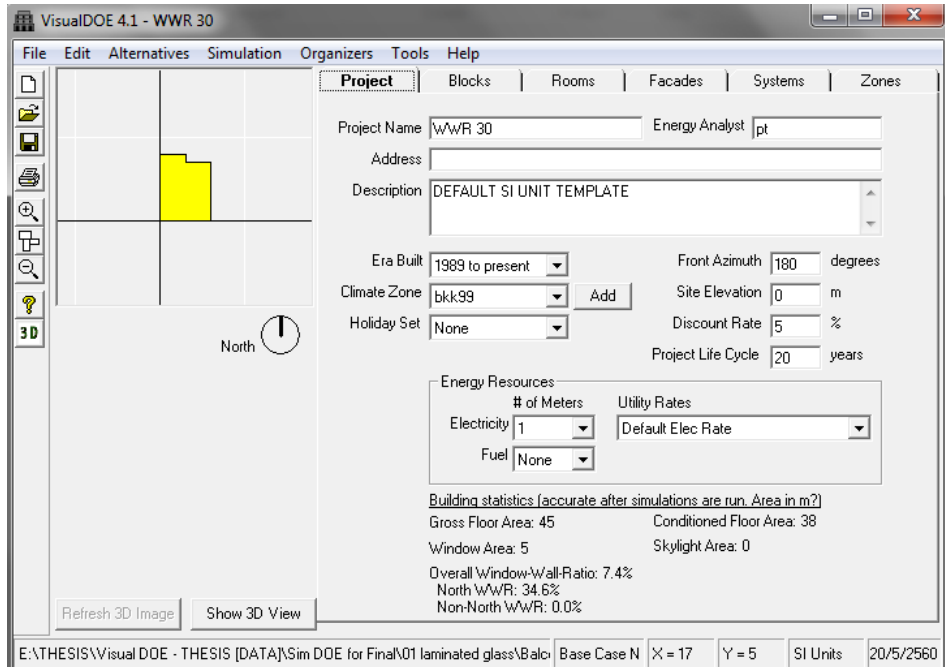 VisualDOE 4.1 - WWR 30
File Edit Alternatives Simulation Organizers Tools Help
Project Blocks Rooms Facades Systems Zones
Project Name WWR 30 Energy Analyst pt
Address
Description DEFAULT SI UNIT TEMPLATE
Era Built 1989 to present Front Azimuth 180 degrees
Climate Zone bkk99 Add Site Elevation 0 m
Holiday Set None Discount Rate 5 %
Project Life Cycle 20 years
3D
North
Energy Resources
# of Meters Utility Rates
Electricity 1 Default Elec Rate
Fuel None
Building statistics (accurate after simulations are run. Area in m?)
Gross Floor Area: 45 Conditioned Floor Area: 38
Window Area: 5 Skylight Area: 0
Overall Window-Wall-Ratio: 7.4%
North WWR: 34.6%
Non-North WWR: 0.0%
Refresh 3D Image Show 3D View
E:\THESIS\Visual DOE - THESIS [DATA]\Sim DOE for Final\01 laminated glass\Balc Base Case N X = 17 Y = 5 SI Units 20/5/2560